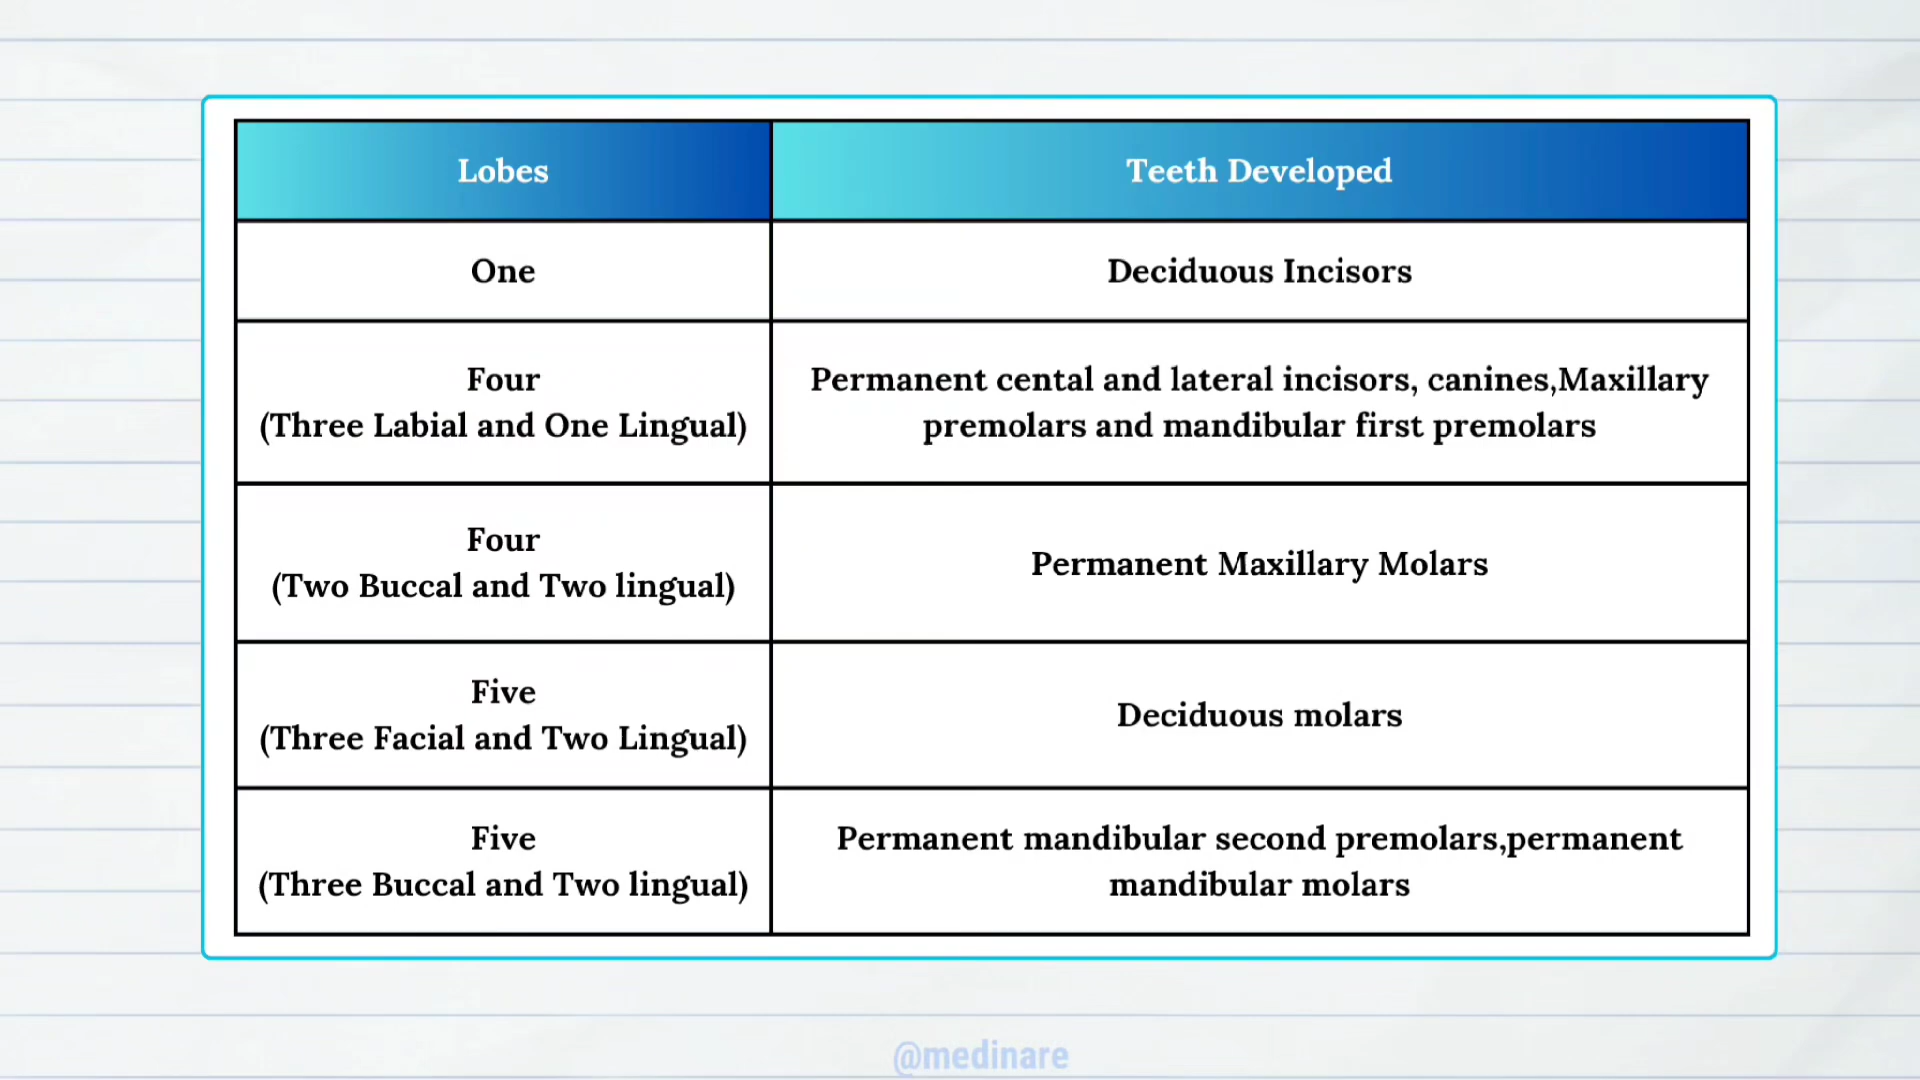 Lobes
Teeth Developed
One
Deciduous Incisors
Four
(Three Labial and One Lingual)
Permanent cental and lateral incisors, canines,Maxillary
premolars and mandibular first premolars
Four
(Two Buccal and Two lingual)
Permanent Maxillary Molars
Five
(Three Facial and Two Lingual)
Deciduous molars
Five
(Three Buccal and Two lingual)
Permanent mandibular second premolars,permanent
mandibular molars
@medinare